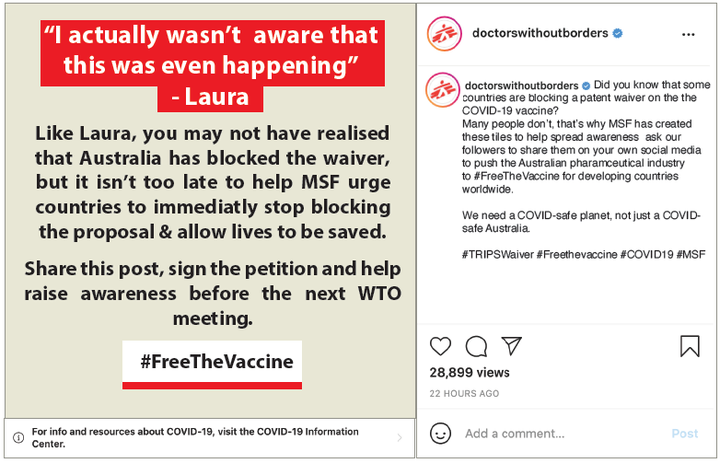 “I actually wasn’t aware that
this was even happening”
- Laura
Like Laura, you may not have realised
that Australia has blocked the waiver,
but it isn’t too late to help MSF urge
countries to immediatly stop blocking
the proposal & allow lives to be saved.
Share this post, sign the petition and help
raise awareness before the next WTO
meeting.
#FreeTheVaccine
For info and resources about COVID-19, visit the COVID-19 Information
Center.
doctorswithoutborders
doctorswithoutborders Did you know that some
countries are blocking a patent waiver on the the
COVID-19 vaccine?
Many people don’t, that’s why MSF has created
these tiles to help spread awareness ask our
followers to share them on your own social media
to push the Australian pharamceutical industry
to #FreeTheVaccine for developing countries
worldwide.
We need a COVID-safe planet, not just a COVID-
safe Australia.
#TRIPSWaiver #Freethevaccine #COVID19 #MSF
28,899 views
22 HOURS AGO
Add a comment... Post